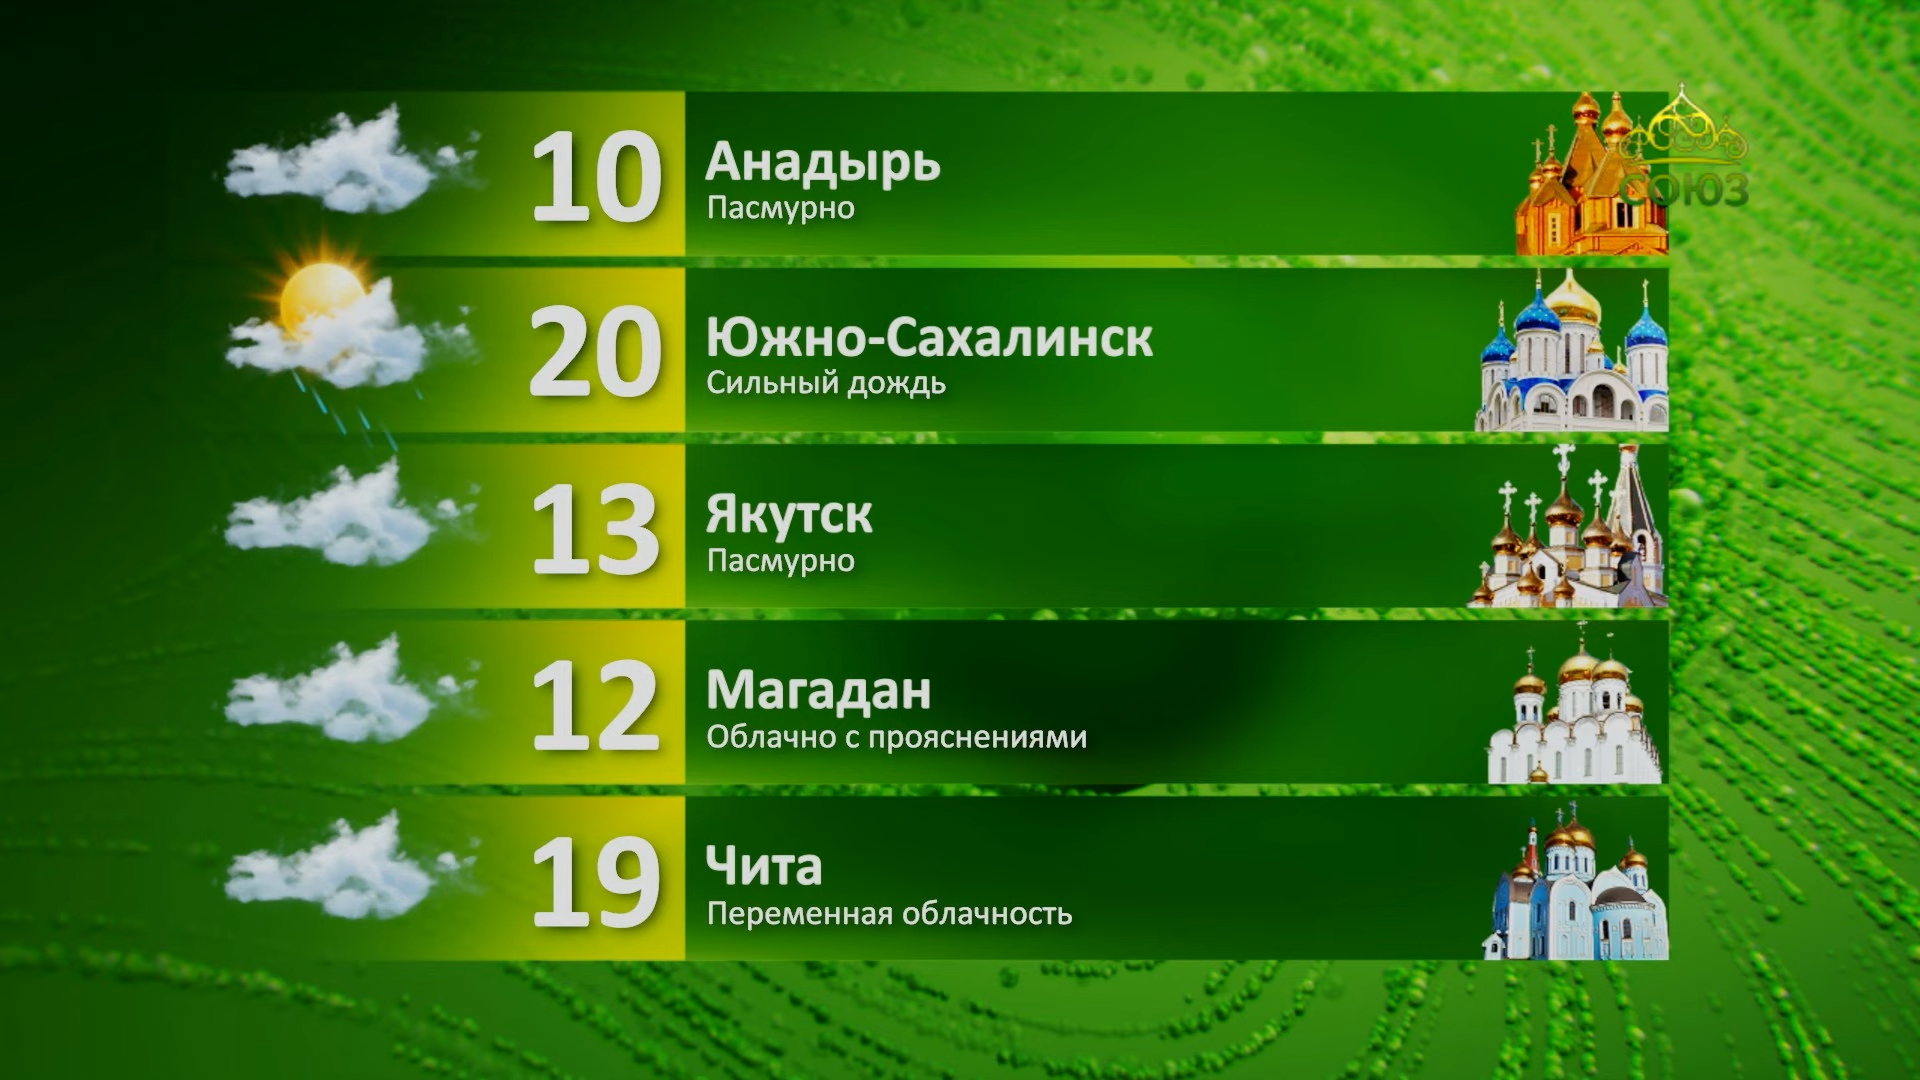 10
Анадырь
Пасмурно
СОЮЗ
20
Южно-Сахалинск
Сильный дождь
13
Якутск
Пасмурно
12
Магадан
Облачно с прояснениями
19
Чита
Переменная облачность